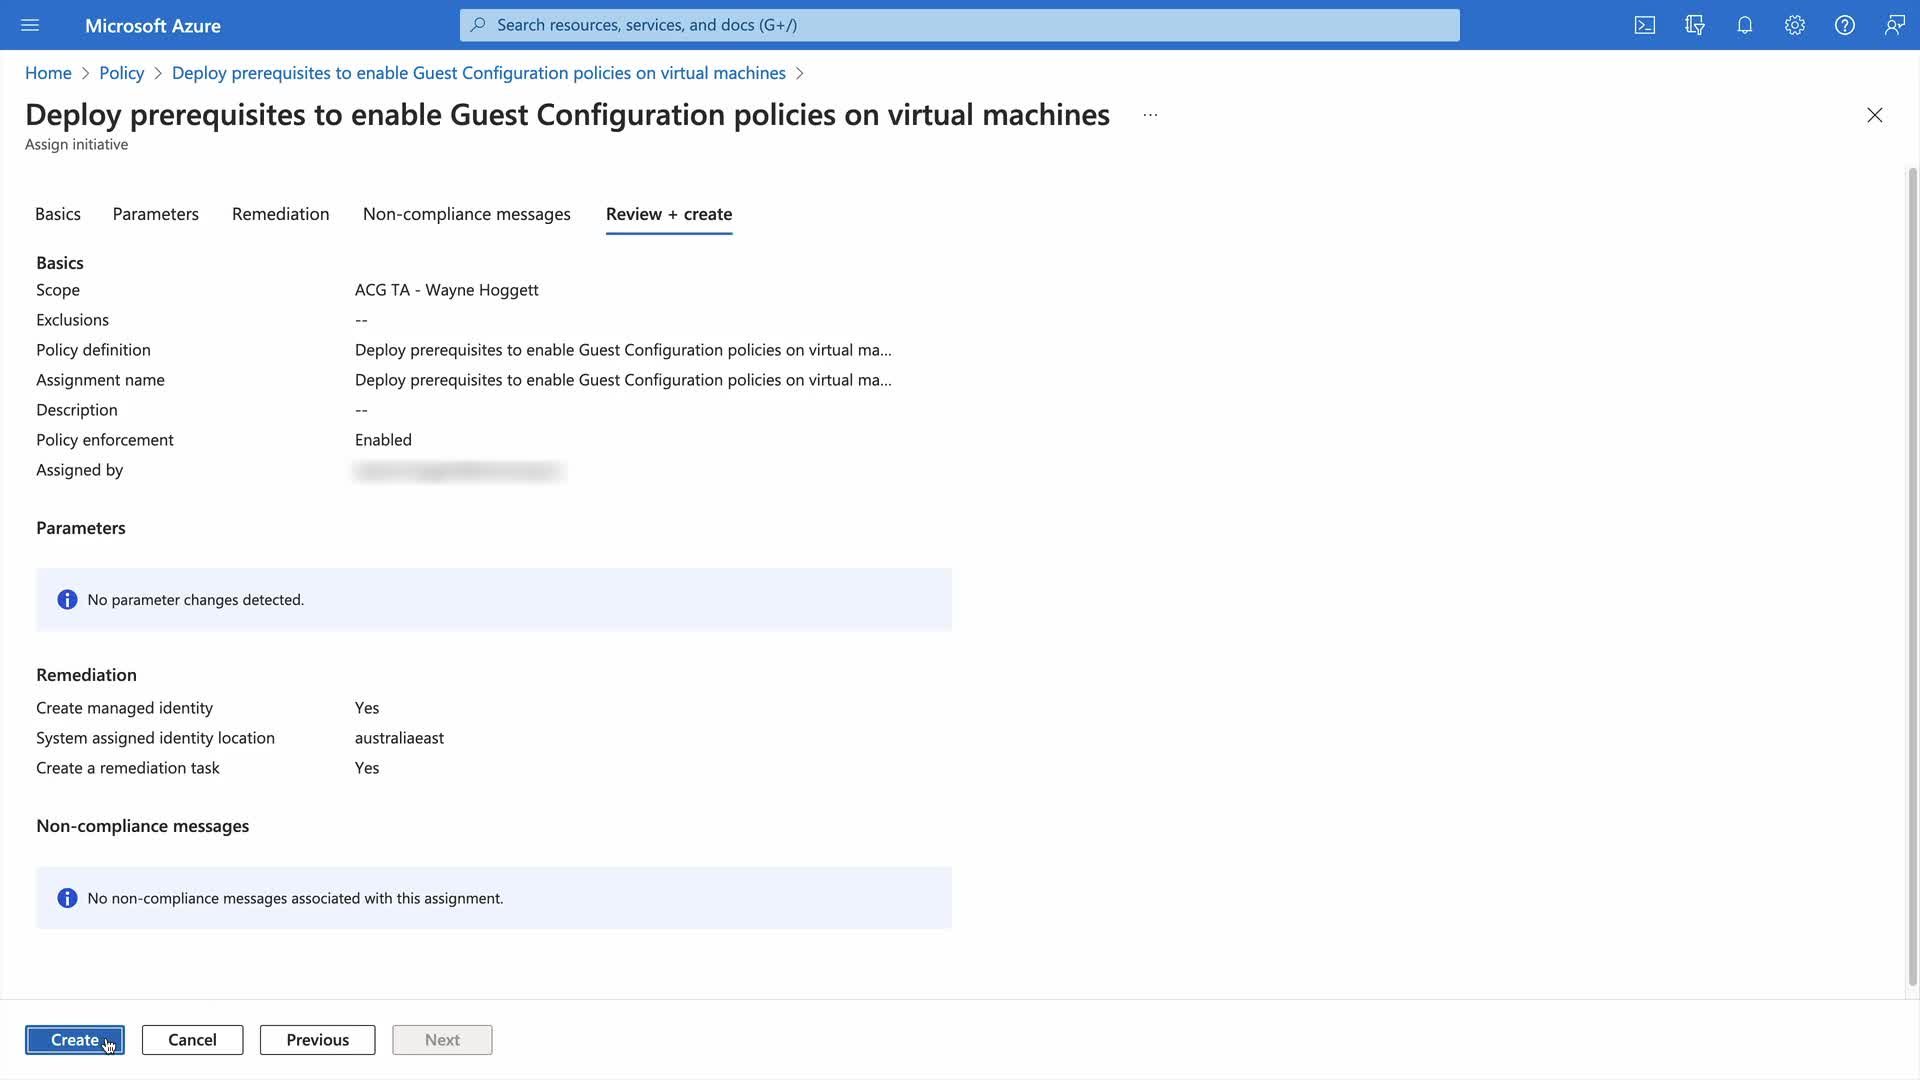 Microsoft Azure
Search resources, services, and docs (G+/)
Home > Policy > Deploy prerequisites to enable Guest Configuration policies on virtual machines >
Deploy prerequisites to enable Guest Configuration policies on virtual machines ...
Assign initiative
Basics Parameters Remediation Non-compliance messages Review + create
Basics
Scope ACG TA - Wayne Hoggett
Exclusions --
Policy definition Deploy prerequisites to enable Guest Configuration policies on virtual ma...
Assignment name Deploy prerequisites to enable Guest Configuration policies on virtual ma...
Description --
Policy enforcement Enabled
Assigned by
Parameters
No parameter changes detected.
Remediation
Create managed identity Yes
System assigned identity location australiaeast
Create a remediation task Yes
Non-compliance messages
No non-compliance messages associated with this assignment.
Create Cancel Previous Next